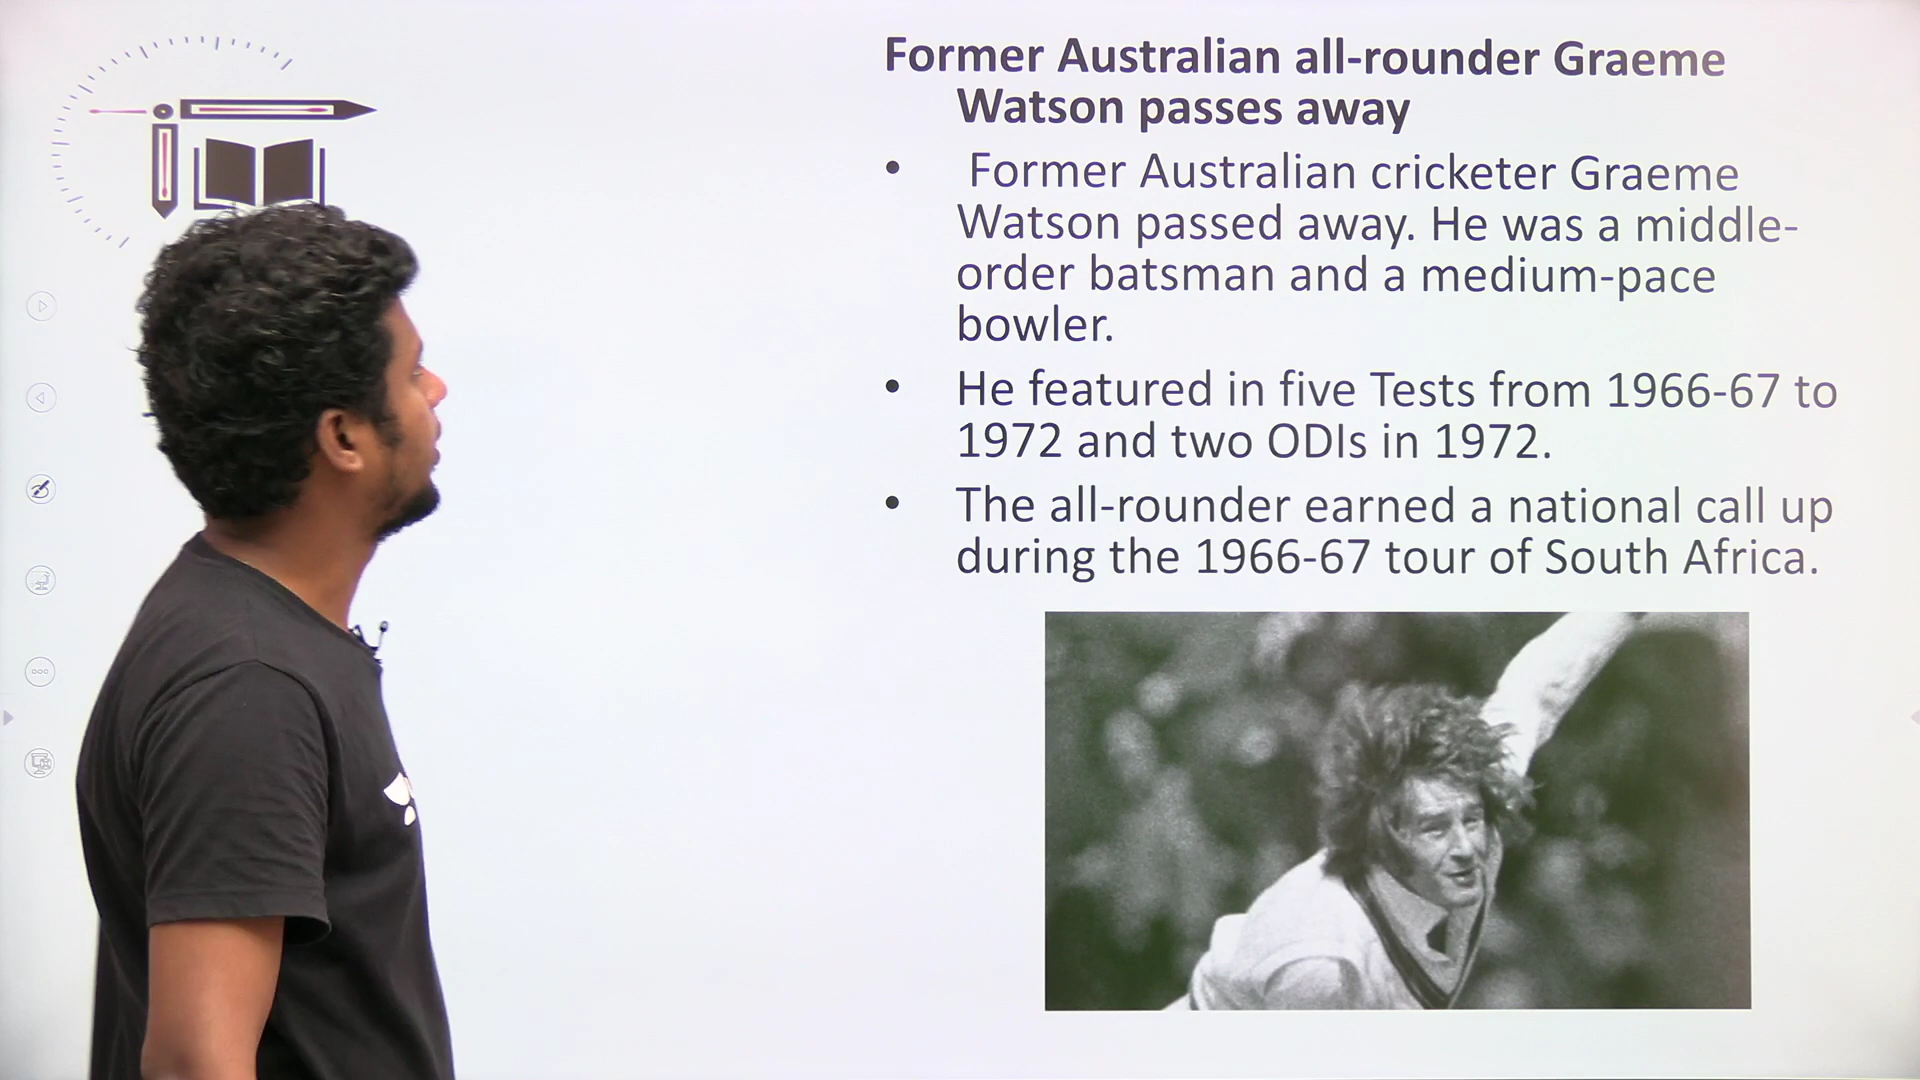 Former Australian all-rounder Graeme
Watson passes away
• Former Australian cricketer Graeme
Watson passed away. He was a middle-
order batsman and a medium-pace
bowler.
• He featured in five Tests from 1966-67 to
1972 and two ODIs in 1972.
• The all-rounder earned a national call up
during the 1966-67 tour of South Africa.